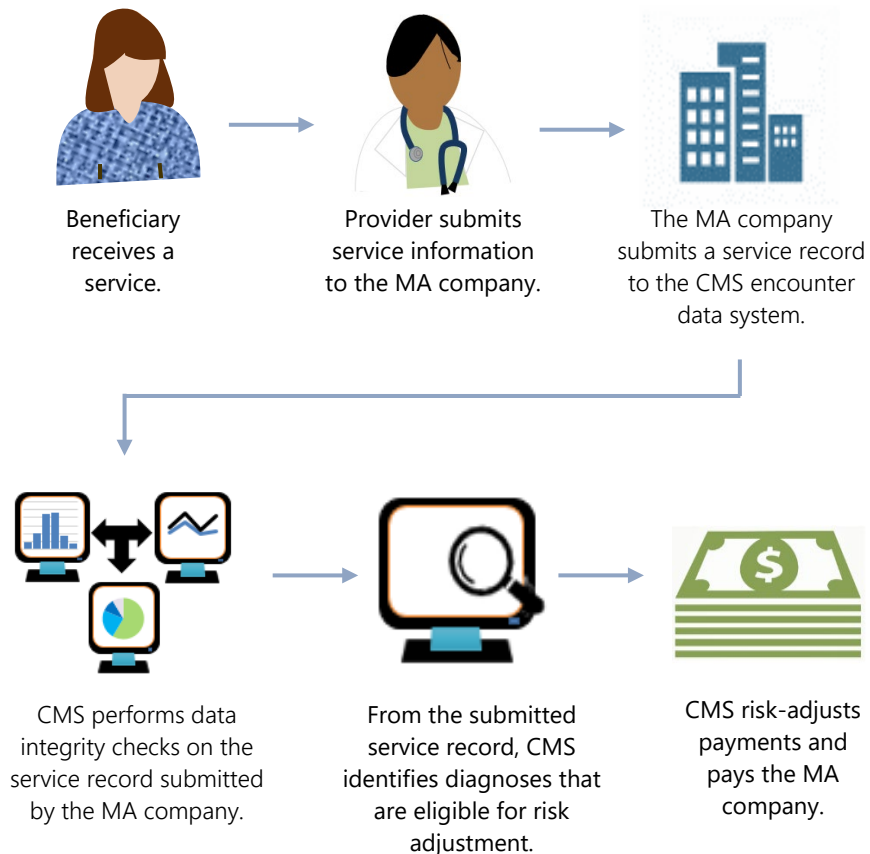 Beneficiary
receives a
service.
Provider submits
service information
to the MA company.
The MA company
submits a service record
to the CMS encounter
data system.
CMS performs data
integrity checks on the
service record submitted
by the MA company.
From the submitted
service record, CMS
identifies diagnoses that
are eligible for risk
adjustment.
$
CMS risk-adjusts
payments and
pays the MA
company.